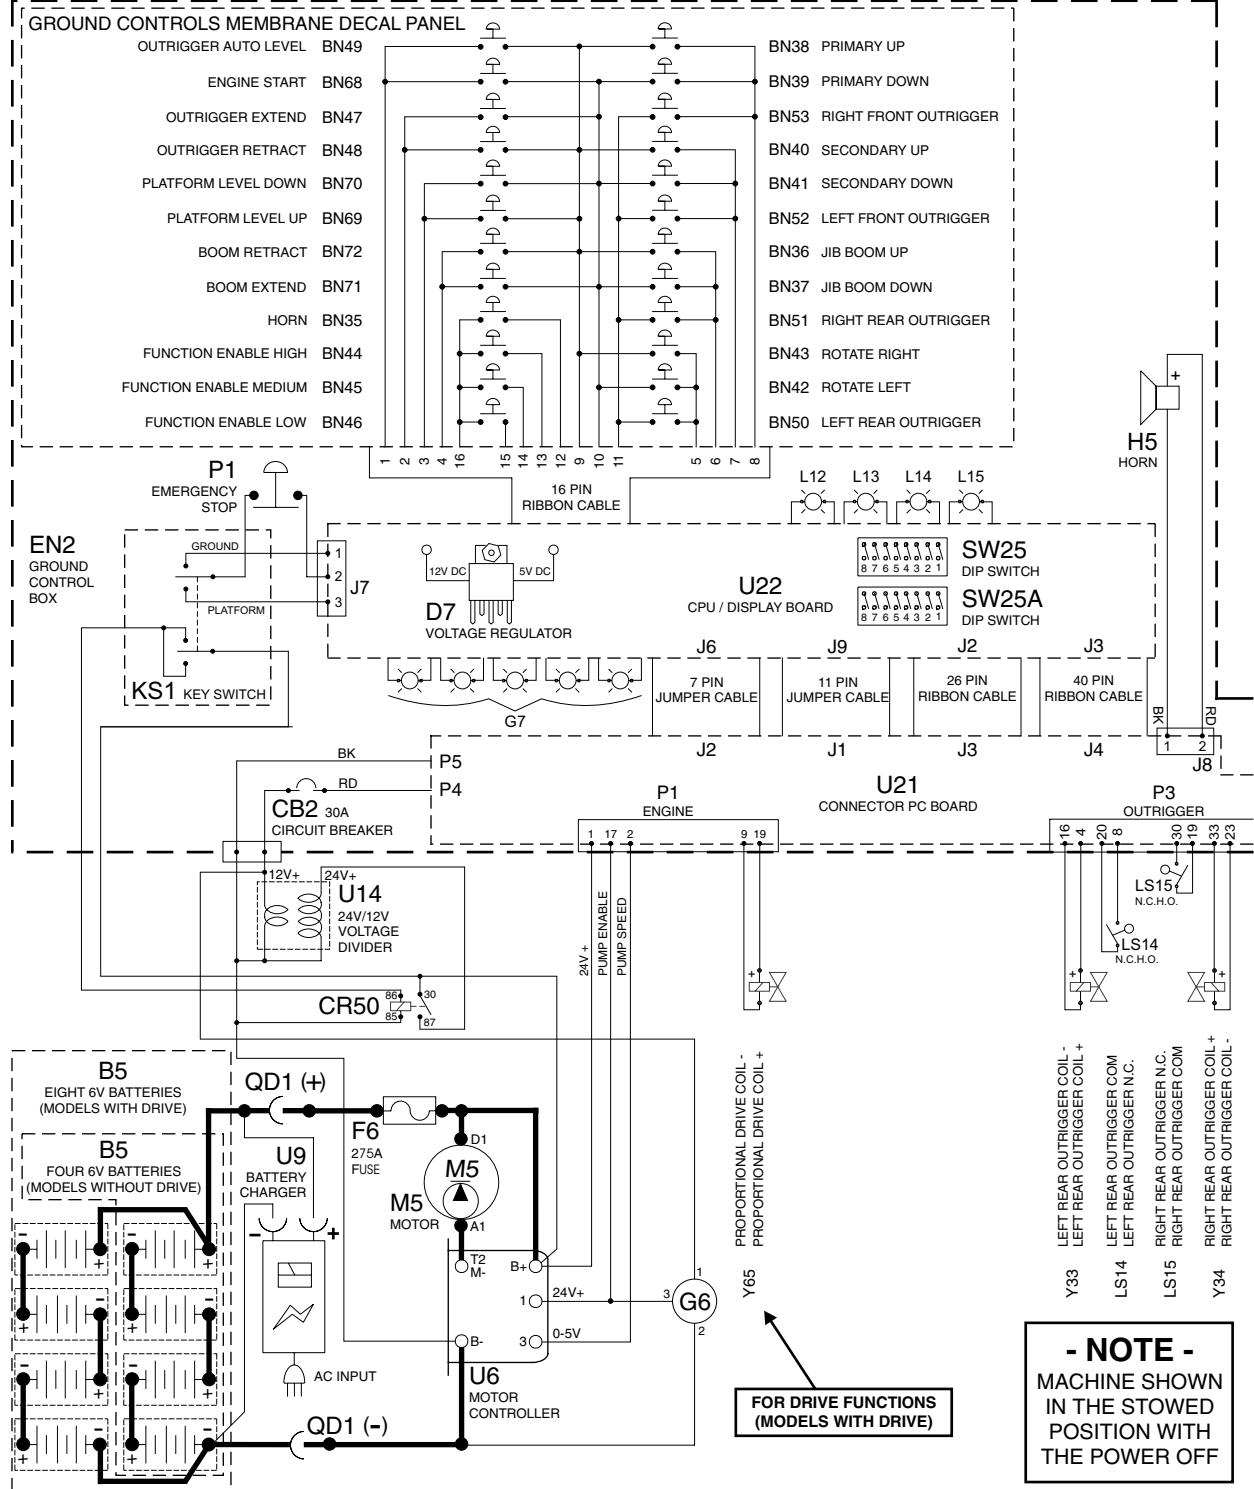 GROUND CONTROLS MEMBRANE DECAL PANEL
OUTRIGGER AUTO LEVEL BN49
BN38 PRIMARY UP
ENGINE START BN68
BN39 PRIMARY DOWN
OUTRIGGER EXTEND BN47
BN53 RIGHT FRONT OUTRIGGER
OUTRIGGER RETRACT BN48
BN40 SECONDARY UP
PLATFORM LEVEL DOWN BN70
BN41 SECONDARY DOWN
PLATFORM LEVEL UP BN69
BN52 LEFT FRONT OUTRIGGER
BOOM RETRACT BN72
BN36 JIB BOOM UP
BOOM EXTEND BN71
BN37 JIB BOOM DOWN
HORN BN35
BN51 RIGHT REAR OUTRIGGER
FUNCTION ENABLE HIGH BN44
BN43 ROTATE RIGHT
FUNCTION ENABLE MEDIUM BN45
BN42 ROTATE LEFT
FUNCTION ENABLE LOW BN46
BN50 LEFT REAR OUTRIGGER
1 2 3 4 16 15 14 13 12 9 10 11 5 6 7 8
16 PIN
RIBBON CABLE
+
H5
HORN
P1
EMERGENCY
STOP
L12 L13 L14 L15
EN2
GROUND
CONTROL
BOX
GROUND
PLATFORM
KS1 KEY SWITCH
1
2
3
J7
12V DC
5V DC
D7
VOLTAGE REGULATOR
U22
CPU / DISPLAY BOARD
8 7 6 5 4 3 2 1
SW25
DIP SWITCH
8 7 6 5 4 3 2 1
SW25A
DIP SWITCH
J6 J9 J2 J3
7 PIN
JUMPER CABLE
11 PIN
JUMPER CABLE
26 PIN
RIBBON CABLE
40 PIN
RIBBON CABLE
G7
J2 J1 J3 J4
BK
RD
1 2
J8
BK
P5
RD
P4
CB2 30A
CIRCUIT BREAKER
U21
CONNECTOR PC BOARD
P1
ENGINE
1 17 2 9 19
P3
OUTRIGGER
16 4 20 8 30 19 33 23
12V+
24V+
U14
24V/12V
VOLTAGE
DIVIDER
24V +
PUMP ENABLE
PUMP SPEED
LS15
N.C.H.O.
LS14
N.C.H.O.
+
+
+
CR50
86
85
30
87
B5
EIGHT 6V BATTERIES
(MODELS WITH DRIVE)
B5
FOUR 6V BATTERIES
(MODELS WITHOUT DRIVE)
QD1 (+)
F6
275A
FUSE
U9
BATTERY
CHARGER
-
+
D1
M5
M5
MOTOR
A1
T2
M-
B+
1
24V+
3
0-5V
B-
U6
MOTOR
CONTROLLER
3
G6
1
2
AC INPUT
QD1 (-)
-
+
-
+
-
+
-
+
-
+
-
+
-
+
-
+
PROPORTIONAL DRIVE COIL -
PROPORTIONAL DRIVE COIL +
Y65
LEFT REAR OUTRIGGER COIL -
LEFT REAR OUTRIGGER COIL +
Y33
LEFT REAR OUTRIGGER COM
LEFT REAR OUTRIGGER N.C.
LS14
RIGHT REAR OUTRIGGER N.C.
RIGHT REAR OUTRIGGER COM
LS15
RIGHT REAR OUTRIGGER COIL +
RIGHT REAR OUTRIGGER COIL -
Y34
FOR DRIVE FUNCTIONS
(MODELS WITH DRIVE)
- NOTE -
MACHINE SHOWN
IN THE STOWED
POSITION WITH
THE POWER OFF